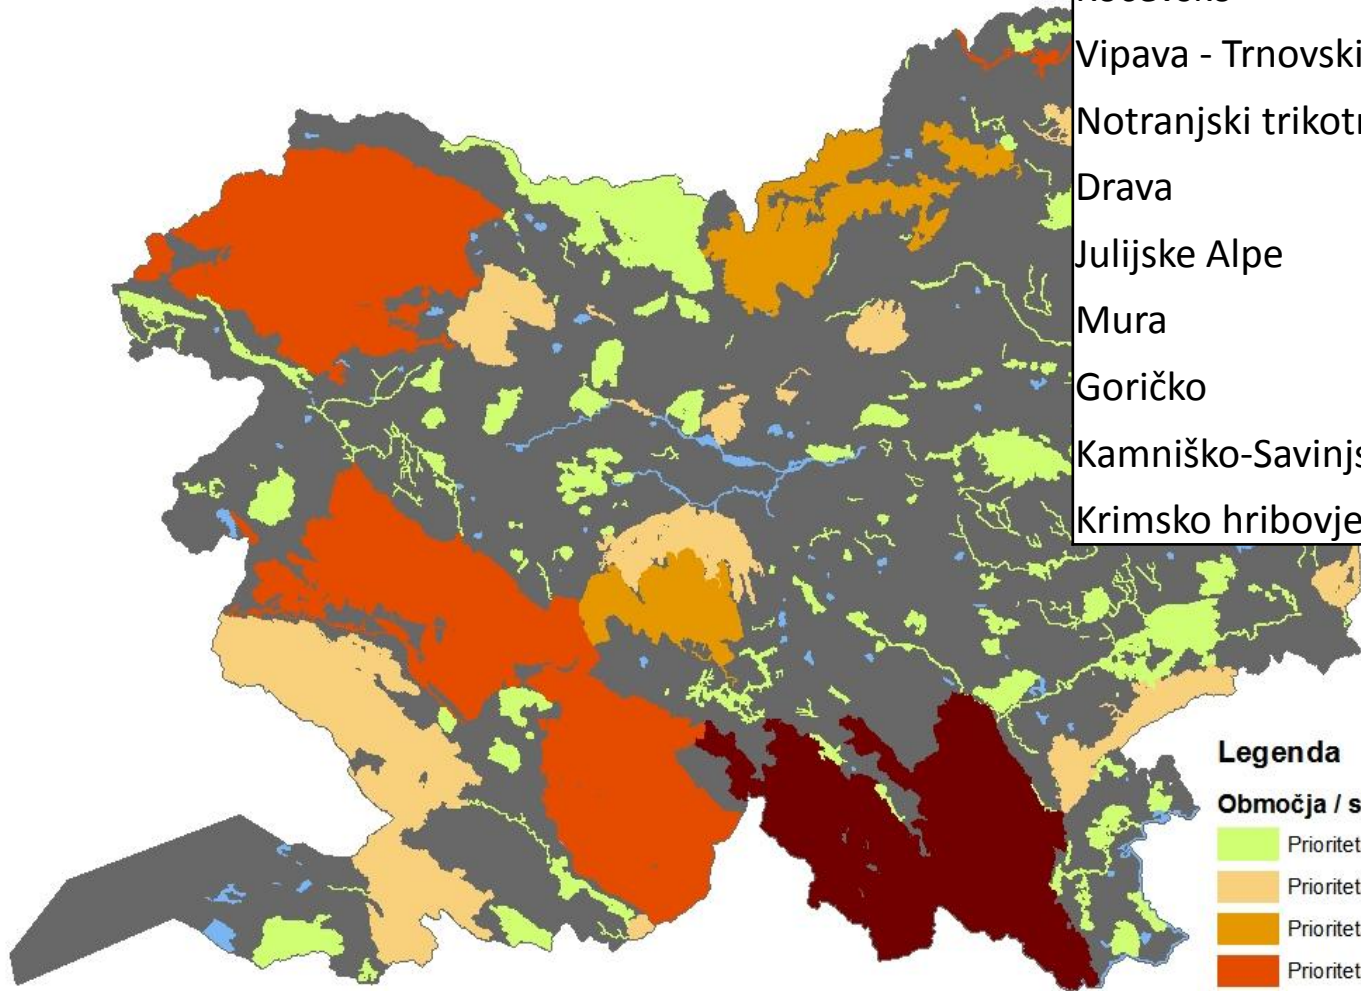 Vipava - Trnovski
Notranjski trikotn
Drava
Julijske Alpe
Mura
Goričko
Kamniško-Savinjs
Krimsko hribovje
Legenda
Območja / s
Prioritet
Prioritet
Prioritet
Prioritet